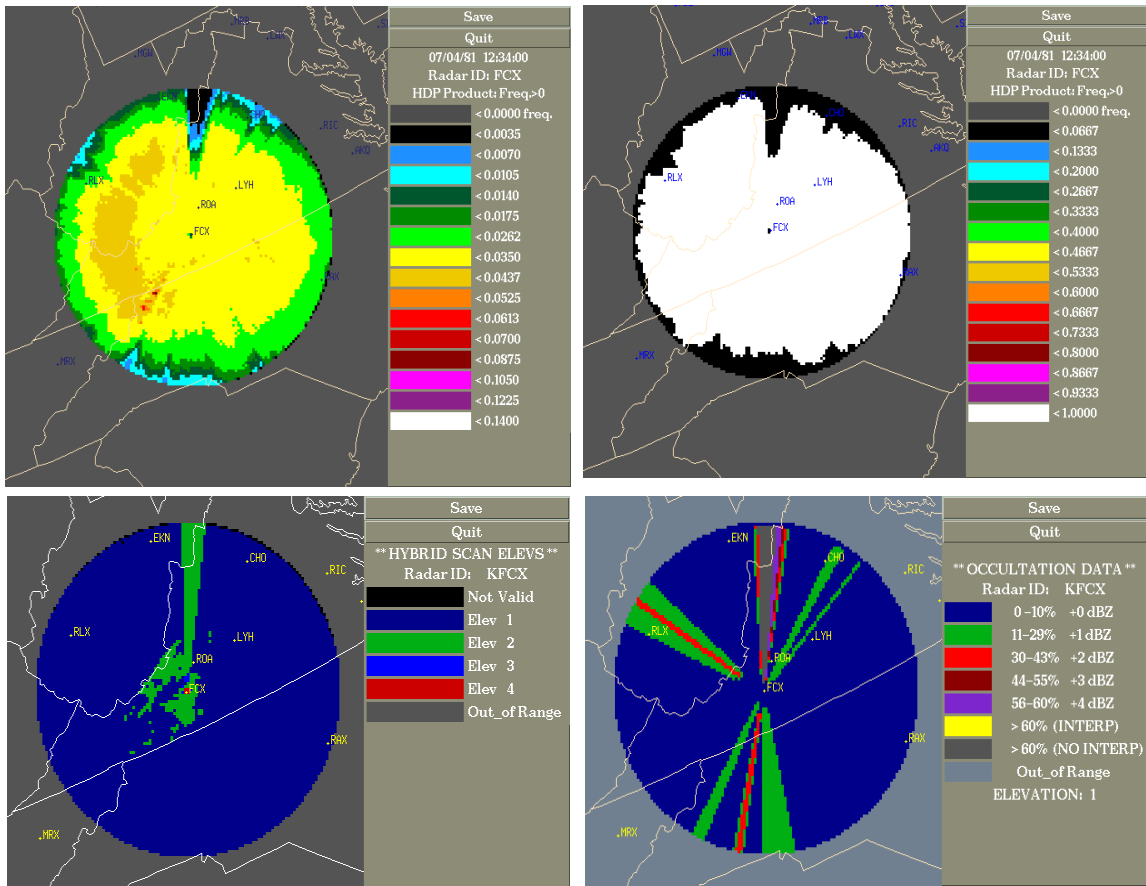 Save
Quit
07/04/81 12:34:00
Radar ID: FCX
HDP Product: Freq.>0
< 0.0000 freq.
< 0.0035
< 0.0070
< 0.0105
< 0.0140
< 0.0175
< 0.0262
< 0.0350
< 0.0437
< 0.0525
< 0.0613
< 0.0700
< 0.0875
< 0.1050
< 0.1225
< 0.1400
.MGW
.RIC
.AKQ
.RLX
.LYH
.ROA
.FCX
.MRX
Save
Quit
07/04/81 12:34:00
Radar ID: FCX
HDP Product: Freq.>0
< 0.0000 freq.
< 0.0667
< 0.1333
< 0.2000
< 0.2667
< 0.3333
< 0.4000
< 0.4667
< 0.5333
< 0.6000
< 0.6667
< 0.7333
< 0.8000
< 0.8667
< 0.9333
< 1.0000
.MGW
.LWX
.CHO
.RIC
.AKQ
.RLX
.LYH
.ROA
.FCX
.RAX
.MRX
Save
Quit
** HYBRID SCAN ELEVS **
Radar ID: KFCX
Not Valid
Elev 1
Elev 2
Elev 3
Elev 4
Out_of Range
.EKN
.CHO
.RIC
.RLX
.LYH
.ROA
.FCX
.RAX
.MRX
Save
Quit
** OCCULTATION DATA **
Radar ID: KFCX
0-10% +0 dBZ
11-29% +1 dBZ
30-43% +2 dBZ
44-55% +3 dBZ
56-60% +4 dBZ
>60% (INTERP)
>60% (NO INTERP)
Out_of Range
ELEVATION: 1
.EKN
.CHO
.RIC
.RLX
.LYH
.ROA
.FCX
.RAX
.MRX